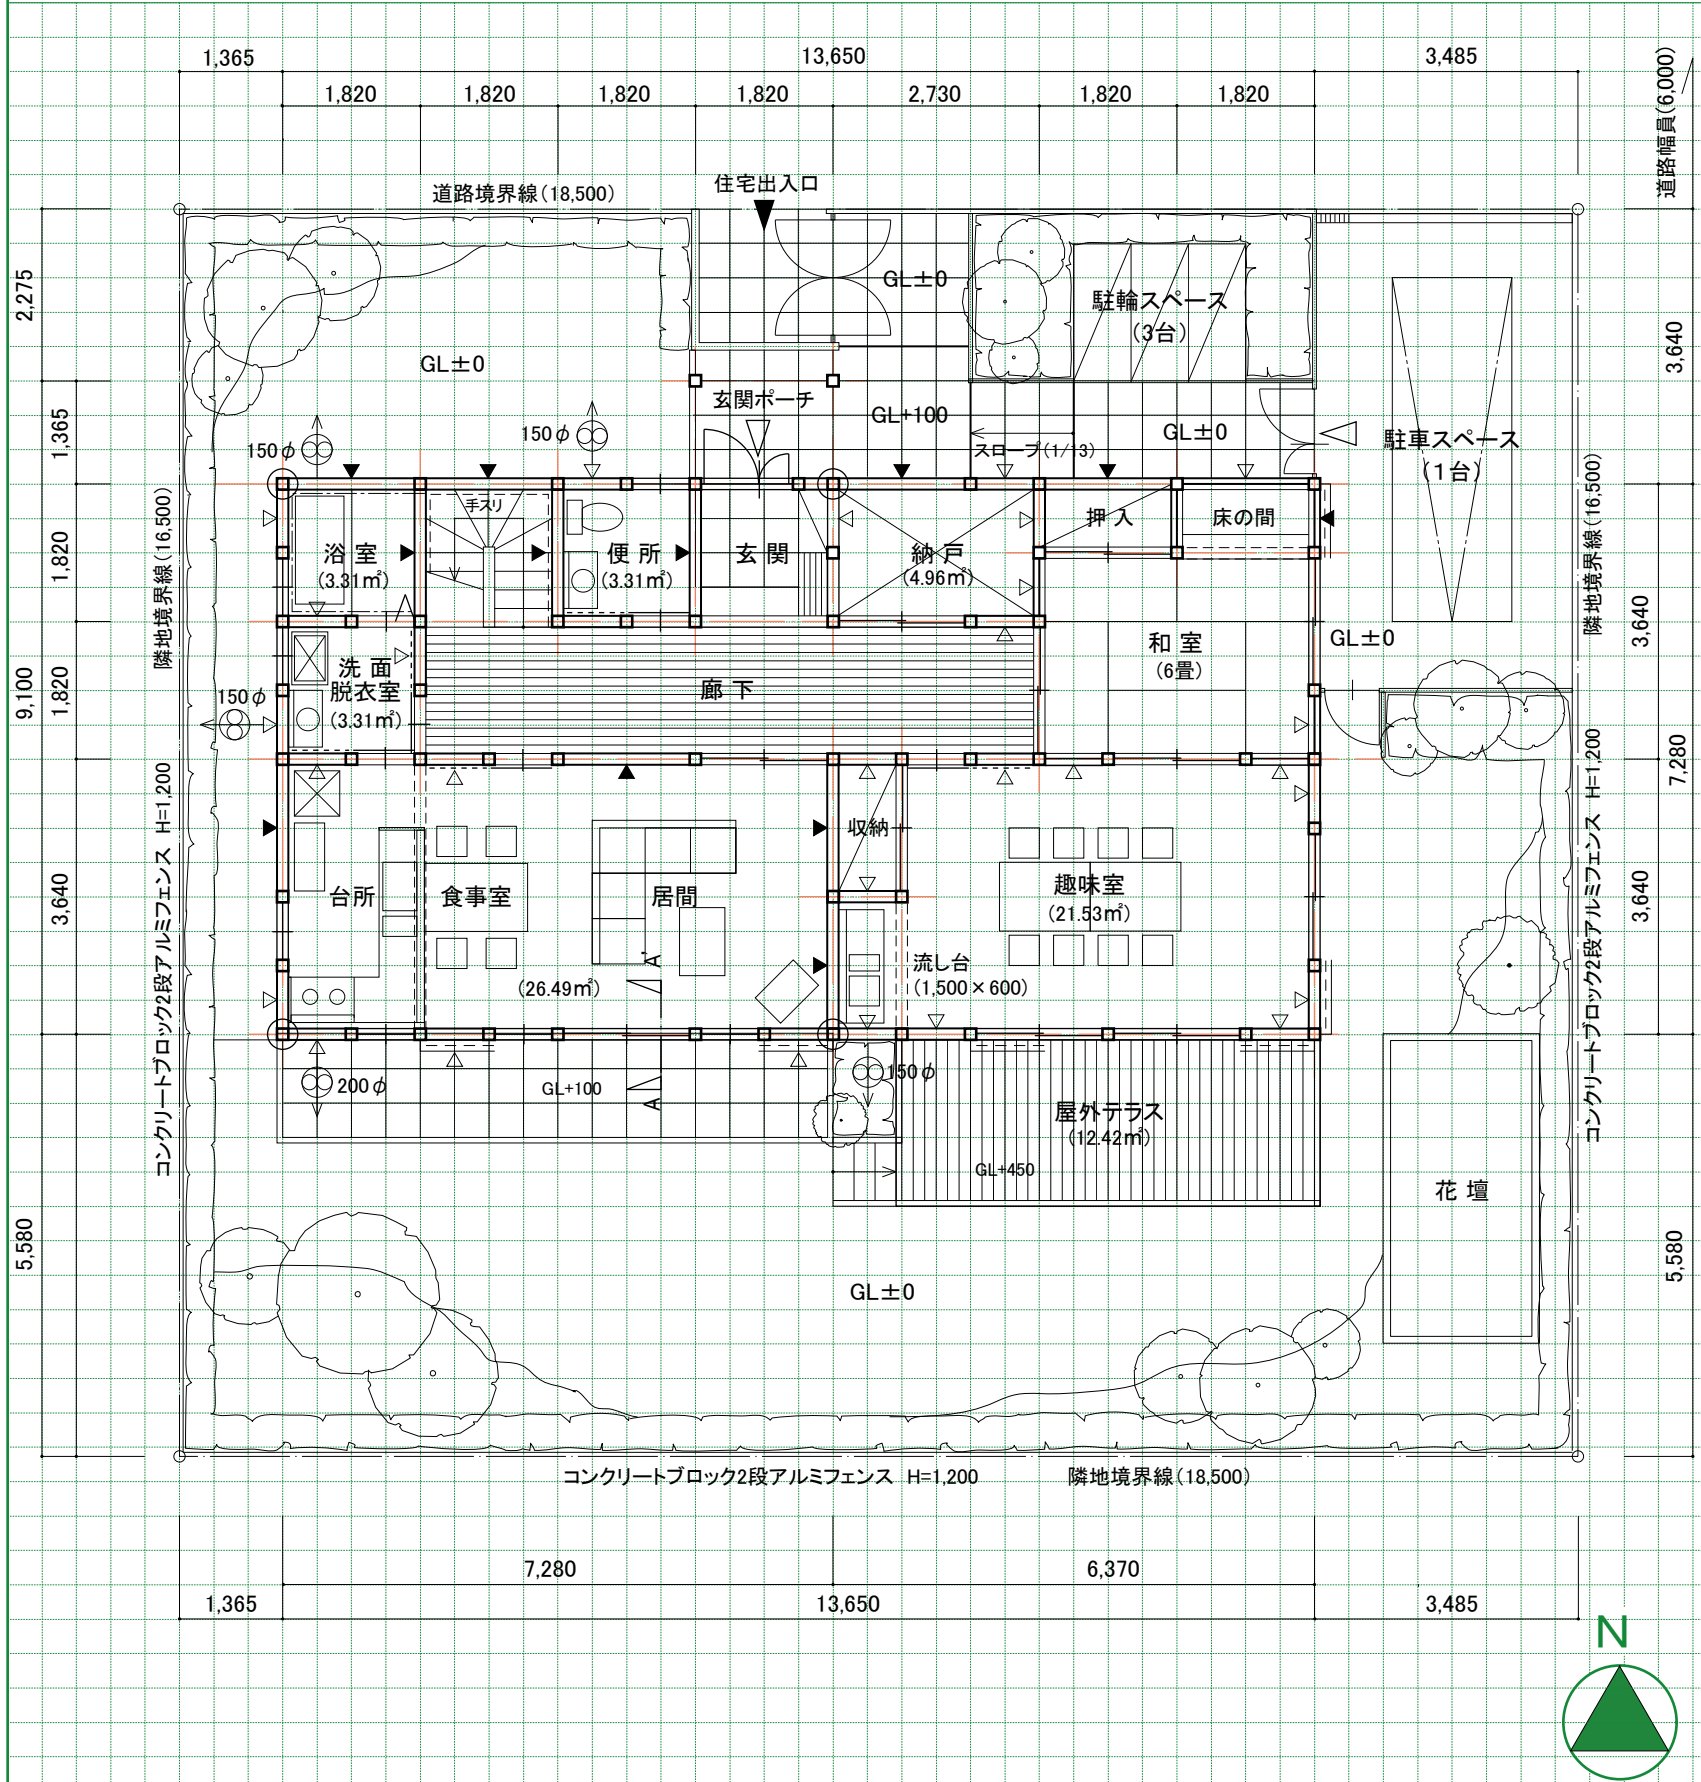 1,365
13,650
3,485
1,820
1,820
1,820
1,820
2,730
1,820
1,820
道路幅員(6,000)
道路境界線(18,500)
住宅出入口
2,275
GL±0
駐輪スペース
(3台)
3,640
GL±0
玄関ポーチ
GL+100
1,365
150φ
150φ
スロープ(1/13)
GL±0
駐車スペース
(1台)
隣地境界線(16,500)
隣地境界線(16,500)
手スリ
浴室
(3.31㎡)
便所
(3.31㎡)
玄関
納戸
(4.96㎡)
押入
床の間
1,820
3,640
和室
(6畳)
GL±0
洗面
脱衣室
(3.31㎡)
廊下
150φ
9,100
1,820
コンクリートブロック2段アルミフェンス H=1,200
コンクリートブロック2段アルミフェンス H=1,200
7,280
収納
台所
食事室
居間
趣味室
(21.53㎡)
3,640
3,640
A'
流し台
(1,500×600)
(26.49㎡)
200φ
GL+100
A
150φ
屋外テラス
(12.42㎡)
GL+450
花壇
5,580
5,580
GL±0
コンクリートブロック2段アルミフェンス H=1,200
隣地境界線(18,500)
7,280
6,370
1,365
13,650
3,485
N